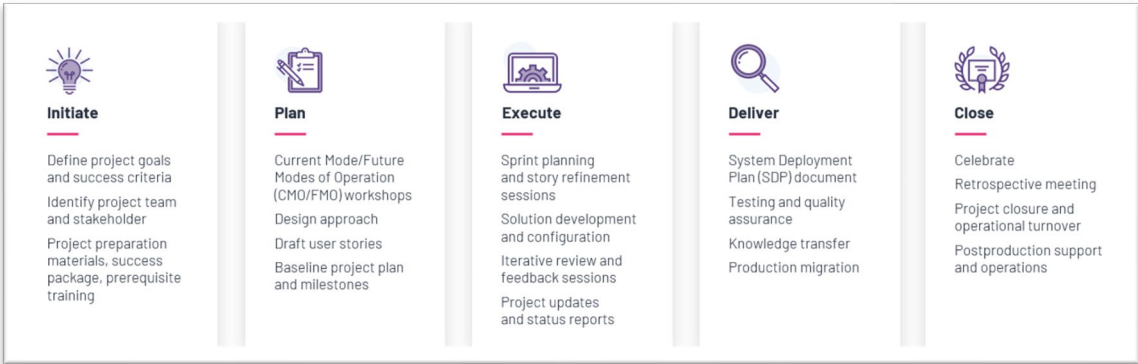 Initiate
Define project goals
and success criteria
Identify project team
and stakeholder
Project preparation
materials, success
package, prerequisite
training
Plan
Current Mode/Future
Modes of Operation
(CMO/FMO) workshops
Design approach
Draft user stories
Baseline project plan
and milestones
Execute
Sprint planning
and story refinement
sessions
Solution development
and configuration
Iterative review and
feedback sessions
Project updates
and status reports
Deliver
System Deployment
Plan (SDP) document
Testing and quality
assurance
Knowledge transfer
Production migration
Close
Celebrate
Retrospective meeting
Project closure and
operational turnover
Postproduction support
and operations